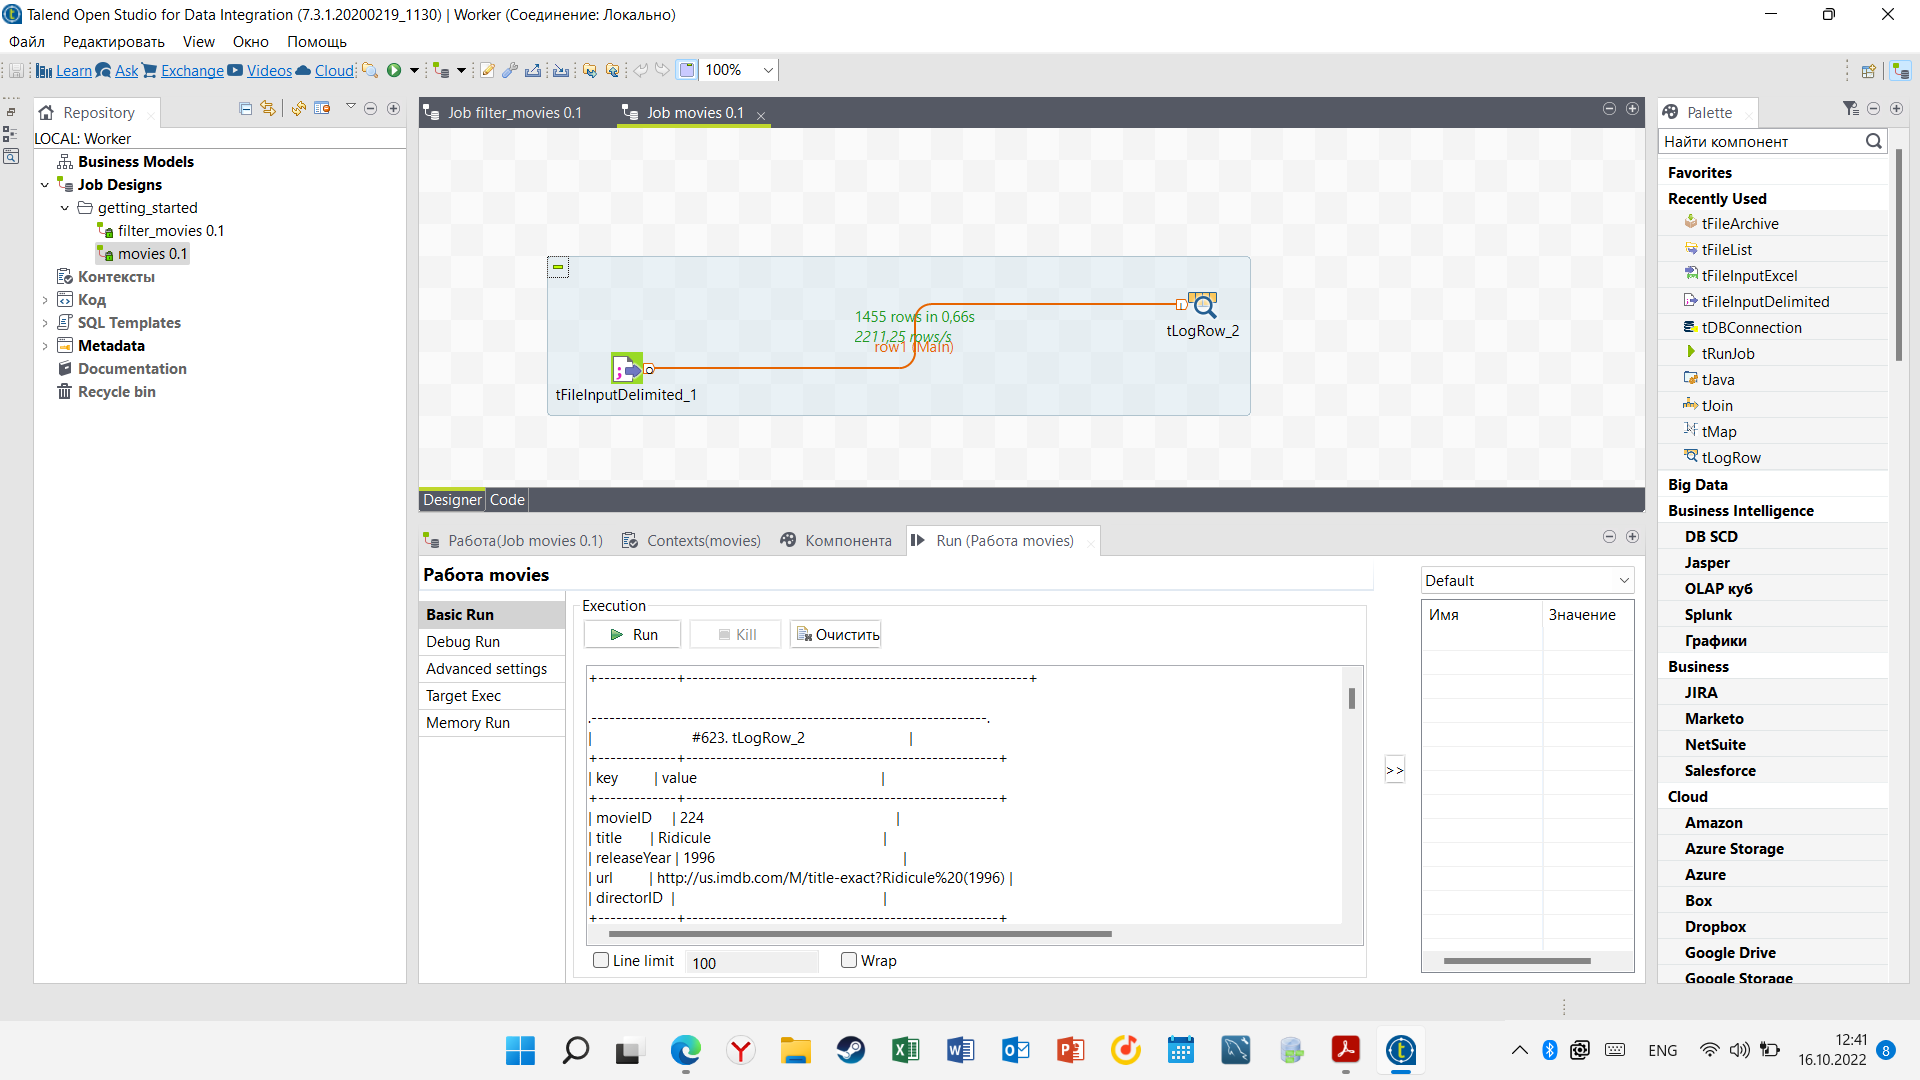 Talend Open Studio for Data Integration (7.3.1.20200219_1130) | Worker (Соединение: Локально)
Файл Редактировать View Окно Помощь
Learn Ask Exchange Videos Cloud 100%
Repository
LOCAL: Worker
Business Models
Job Designs
getting_started
filter_movies 0.1
movies 0.1
Контексты
Код
SQL Templates
Metadata
Documentation
Recycle bin
Job filter_movies 0.1 Job movies 0.1
1455 rows in 0,66s
2211,25 rows/s
row1 (Main)
tLogRow_2
tFileInputDelimited_1
Designer Code
Работа(Job movies 0.1) Contexts(movies) Компонента Run (Работа movies)
Работа movies
Basic Run
Debug Run
Advanced settings
Target Exec
Memory Run
Execution
Run Kill Очистить
+-------------+----------------------------------------------------------+
.------------------------------------------------------------------.
| #623. tLogRow_2 |
+-------------+-----------------------------------------------------+
| key | value |
+-------------+-----------------------------------------------------+
| movieID | 224 |
| title | Ridicule |
| releaseYear | 1996 |
| url | http://us.imdb.com/M/title-exact?Ridicule%20(1996) |
| directorID | |
+-------------+-----------------------------------------------------+
Line limit 100 Wrap
>>
Default
Имя Значение
Palette
Найти компонент
Favorites
Recently Used
tFileArchive
tFileList
tFileInputExcel
tFileInputDelimited
tDBConnection
tRunJob
tJava
tJoin
tMap
tLogRow
Big Data
Business Intelligence
DB SCD
Jasper
OLAP куб
Splunk
Графики
Business
JIRA
Marketo
NetSuite
Salesforce
Cloud
Amazon
Azure Storage
Azure
Box
Dropbox
Google Drive
Google Storage
ENG
12:41
16.10.2022
8